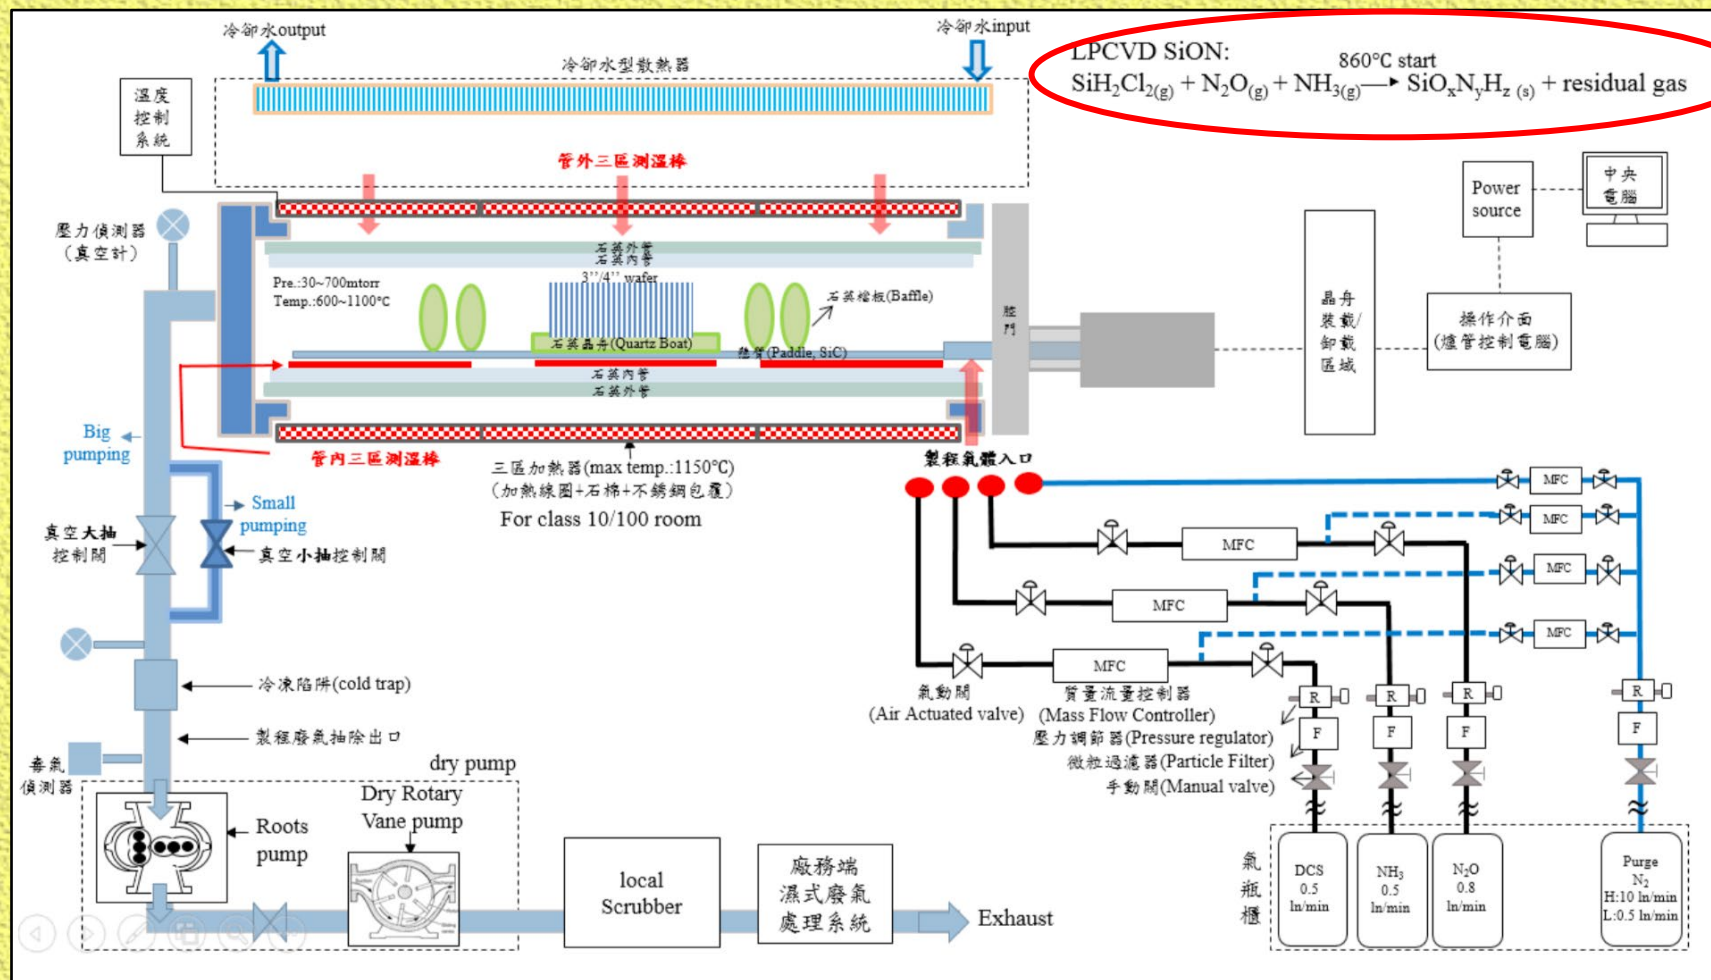 冷卻水output
冷卻水input
冷卻水型散熱器
LPCVD SiON:
860°C start
SiH₂Cl₂(g) + N₂O(g) + NH₃(g) → SiOₓNᵧH_z (s) + residual gas
溫度
控制
系統
管外三區測溫棒
中央
電腦
Power
source
壓力偵測器
(真空計)
石英外管
石英內管
Pre.:30~700mtorr
Temp.:600~1100°C
3’’/4’’ wafer
石英檔板(Baffle)
腔
門
石英晶舟(Quartz Boat)
懸臂(Paddle, SiC)
石英內管
石英外管
晶舟
裝載/
卸載
區域
操作介面
(爐管控制電腦)
Big
pumping
管內三區測溫棒
三區加熱器(max temp.:1150°C)
(加熱線圈+石棉+不銹鋼包覆)
For class 10/100 room
製程氣體入口
Small
pumping
真空大抽
控制閥
真空小抽控制閥
MFC
MFC
MFC
MFC
MFC
MFC
MFC
冷凍陷阱(cold trap)
氣動閥
(Air Actuated valve)
質量流量控制器
(Mass Flow Controller)
壓力調節器(Pressure regulator)
微粒過濾器(Particle Filter)
手動閥(Manual valve)
R
R
R
R
F
F
F
F
製程廢氣抽除出口
毒氣
偵測器
dry pump
Roots
pump
Dry Rotary
Vane pump
local
Scrubber
廠務端
濕式廢氣
處理系統
Exhaust
氣
瓶
櫃
DCS
0.5
ln/min
NH₃
0.5
ln/min
N₂O
0.8
ln/min
Purge
N₂
H:10 ln/min
L:0.5 ln/min